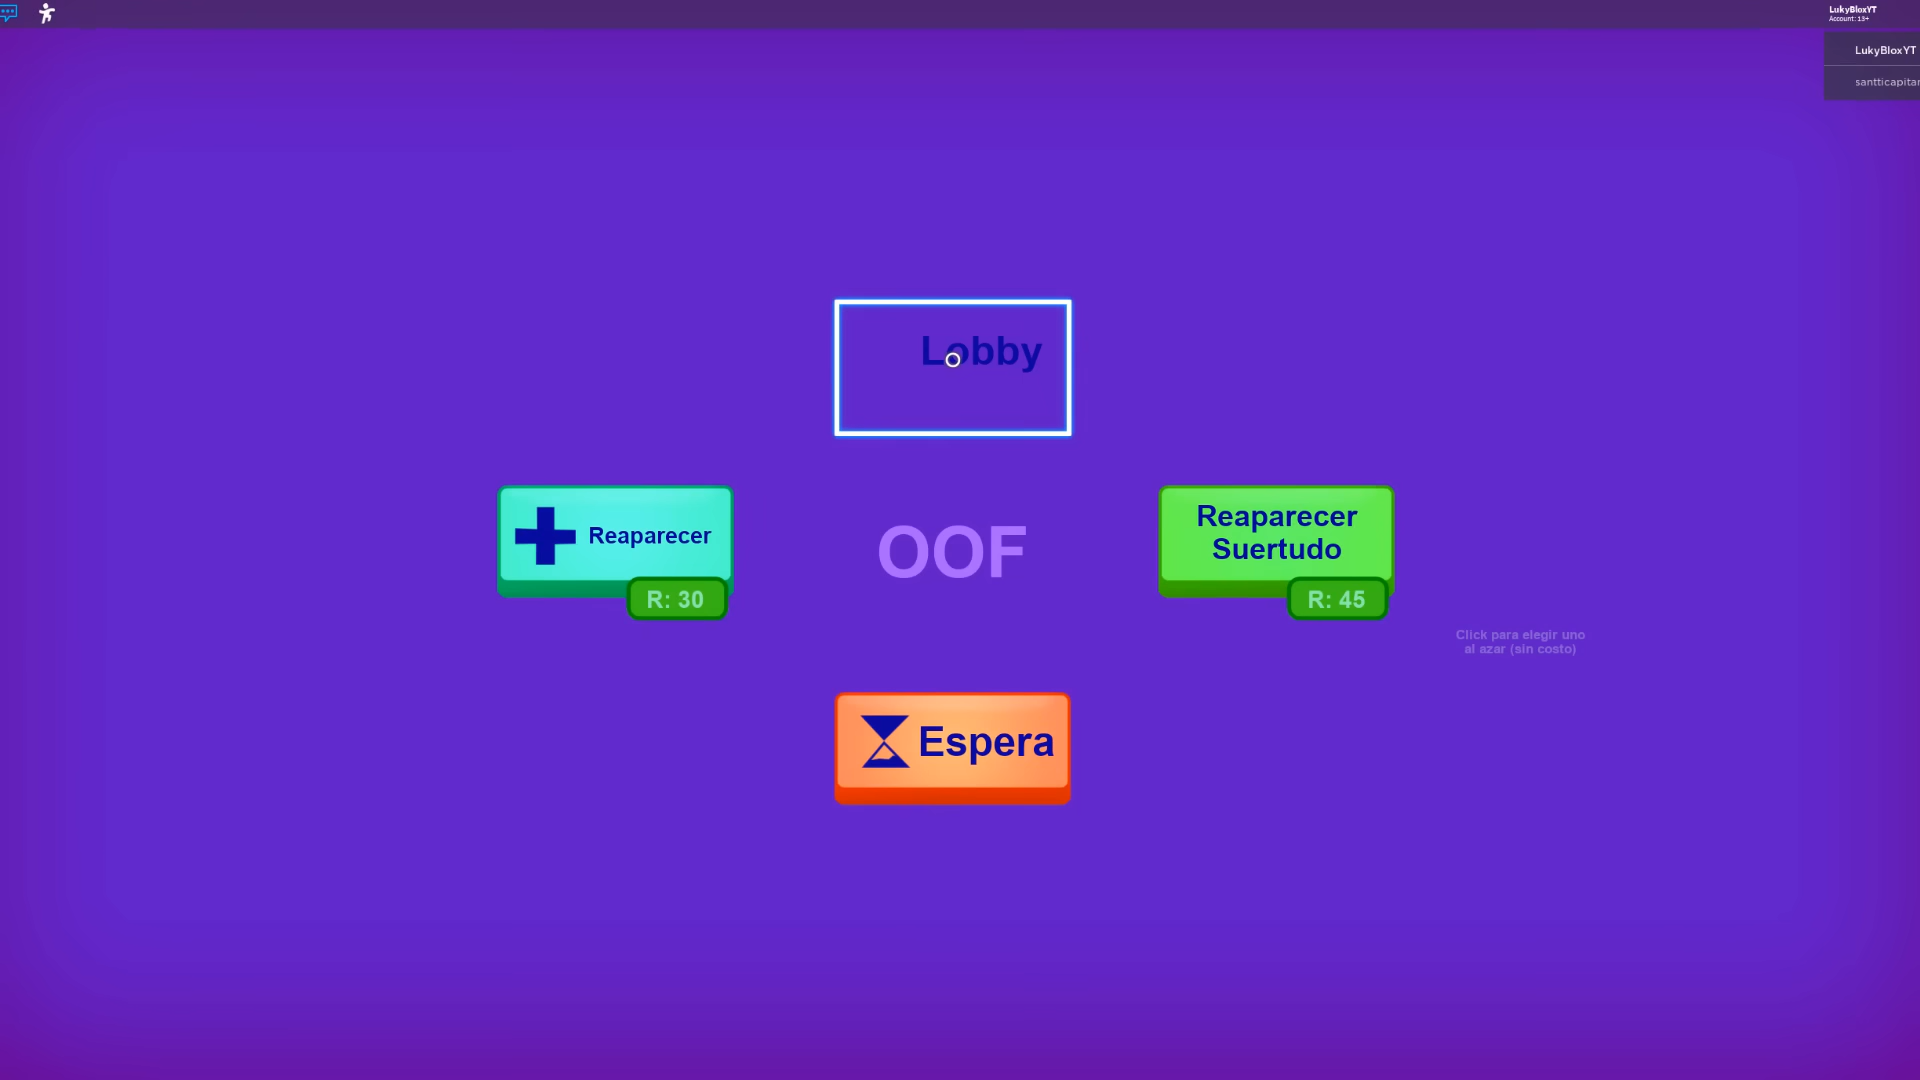 LukyBloxYT
Account: 13+
LukyBloxYT
santticapitar
Lobby
Reaparecer
R: 30
OOF
Reaparecer
Suertudo
R: 45
Click para elegir uno
al azar (sin costo)
Espera